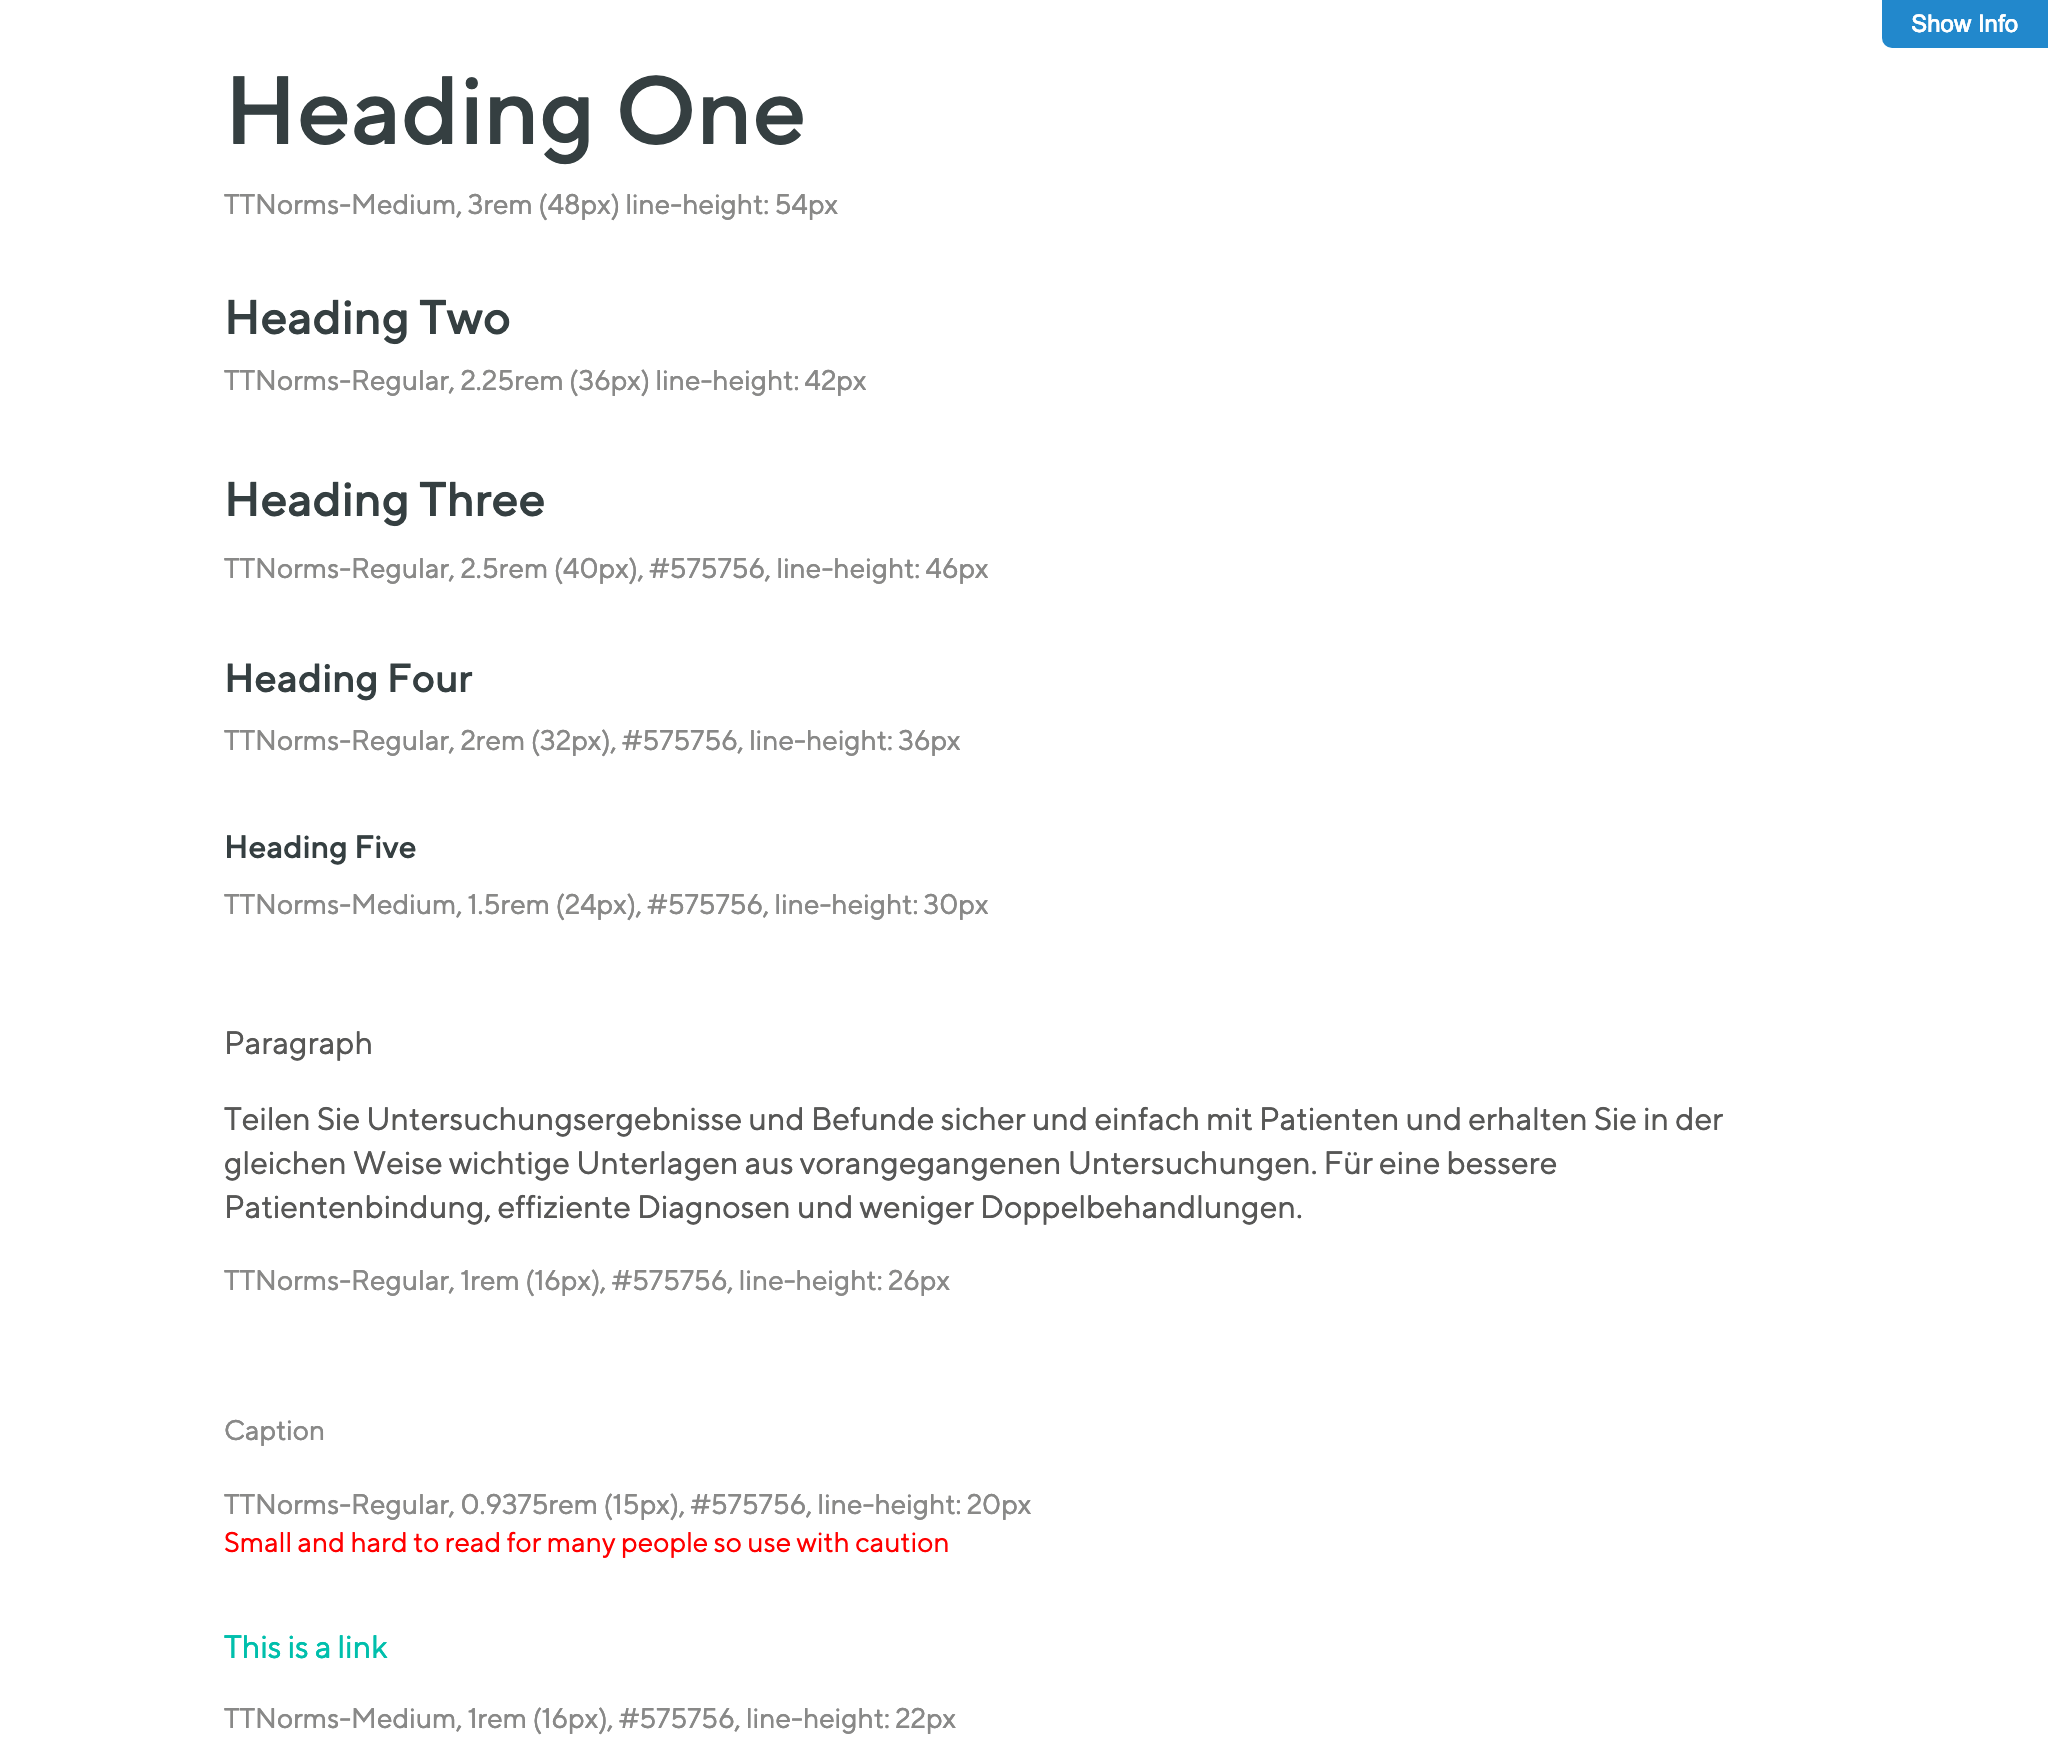 Show Info
Heading One
TTNorms-Medium, 3rem (48px) line-height: 54px
Heading Two
TTNorms-Regular, 2.25rem (36px) line-height: 42px
Heading Three
TTNorms-Regular, 2.5rem (40px), #575756, line-height: 46px
Heading Four
TTNorms-Regular, 2rem (32px), #575756, line-height: 36px
Heading Five
TTNorms-Medium, 1.5rem (24px), #575756, line-height: 30px
Paragraph
Teilen Sie Untersuchungsergebnisse und Befunde sicher und einfach mit Patienten und erhalten Sie in der
gleichen Weise wichtige Unterlagen aus vorangegangenen Untersuchungen. Für eine bessere
Patientenbindung, effiziente Diagnosen und weniger Doppelbehandlungen.
TTNorms-Regular, 1rem (16px), #575756, line-height: 26px
Caption
TTNorms-Regular, 0.9375rem (15px), #575756, line-height: 20px
Small and hard to read for many people so use with caution
This is a link
TTNorms-Medium, 1rem (16px), #575756, line-height: 22px